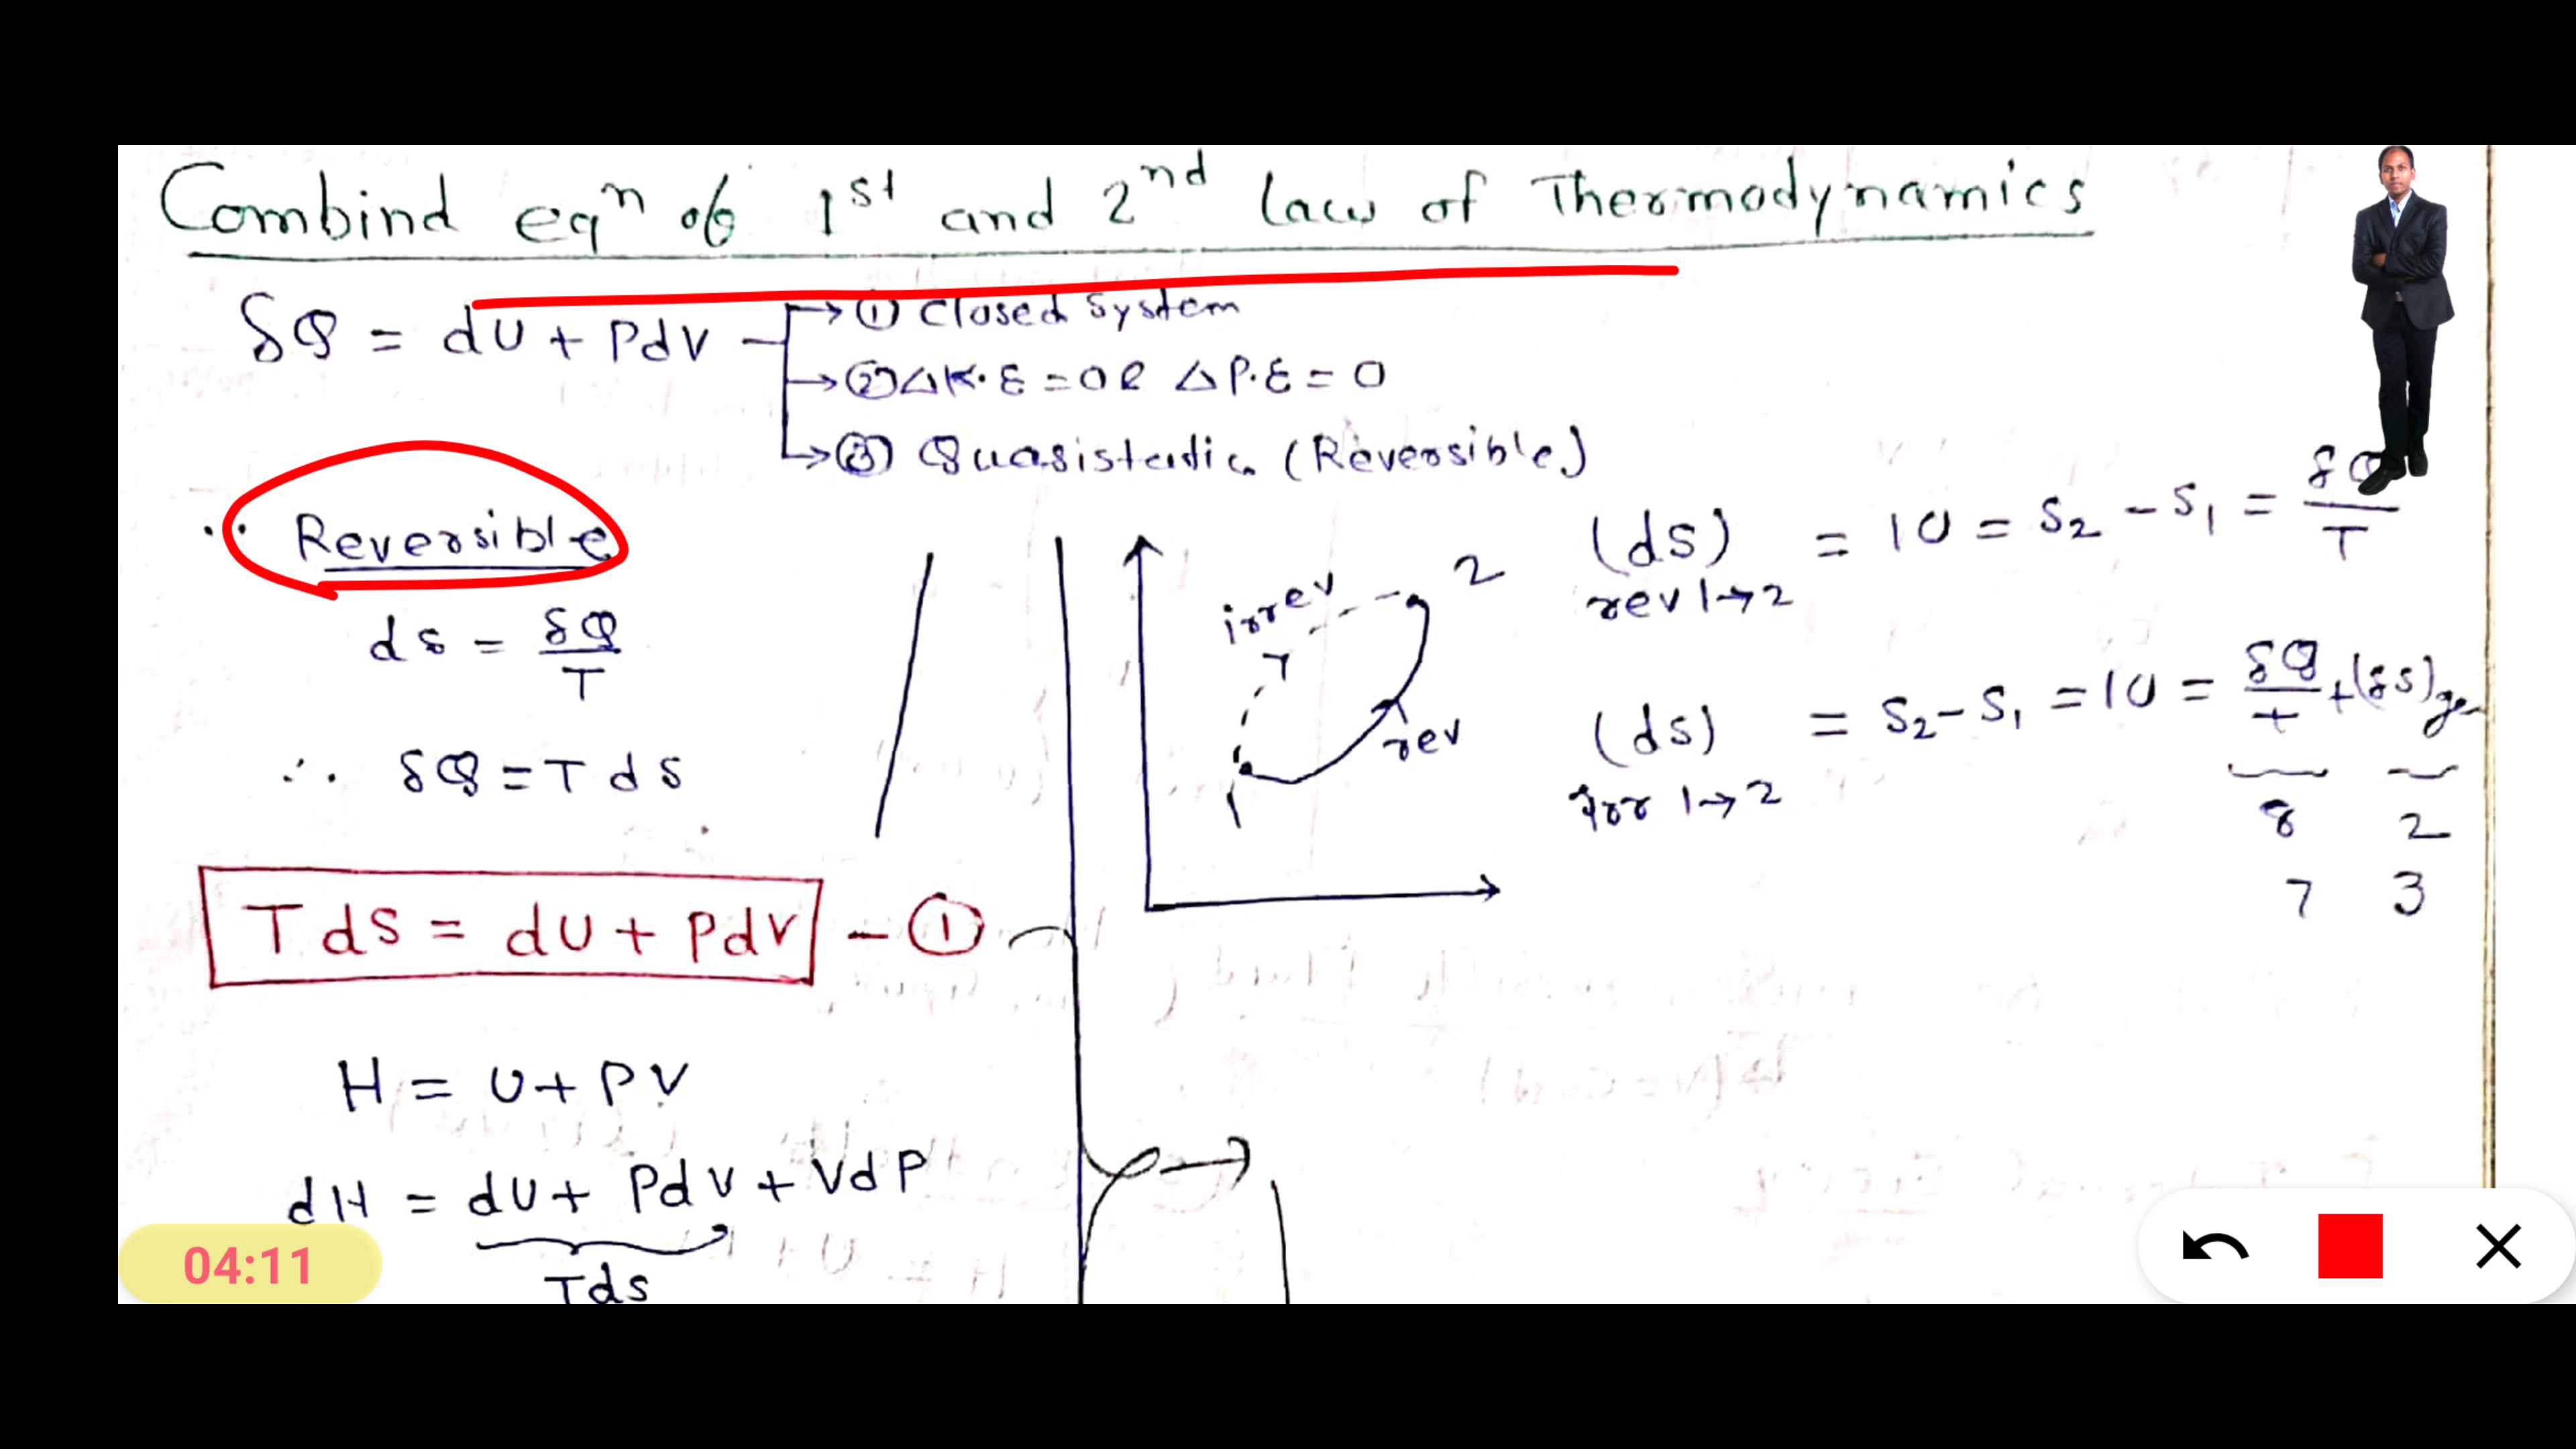 Combind eqⁿ of 1st and 2nd law of Thermodynamics
δQ = dU + PdV
→ ① Closed System
→ ② ΔK.E = 0 & ΔP.E = 0
→ ③ Quasistatic (Reversible)
∵ Reversible
ds = δQ/T
∴ δQ = T dS
TdS = dU + PdV - ①
H = U + PV
dH = dU + PdV + VdP
Tds
irrev
2
rev
1
(ds) rev 1→2 = 10 = S₂ - S₁ = δQ/T
(ds) for 1→2 = S₂ - S₁ = 10 = δQ/T + (δS)gen
8 2
7 3
04:11